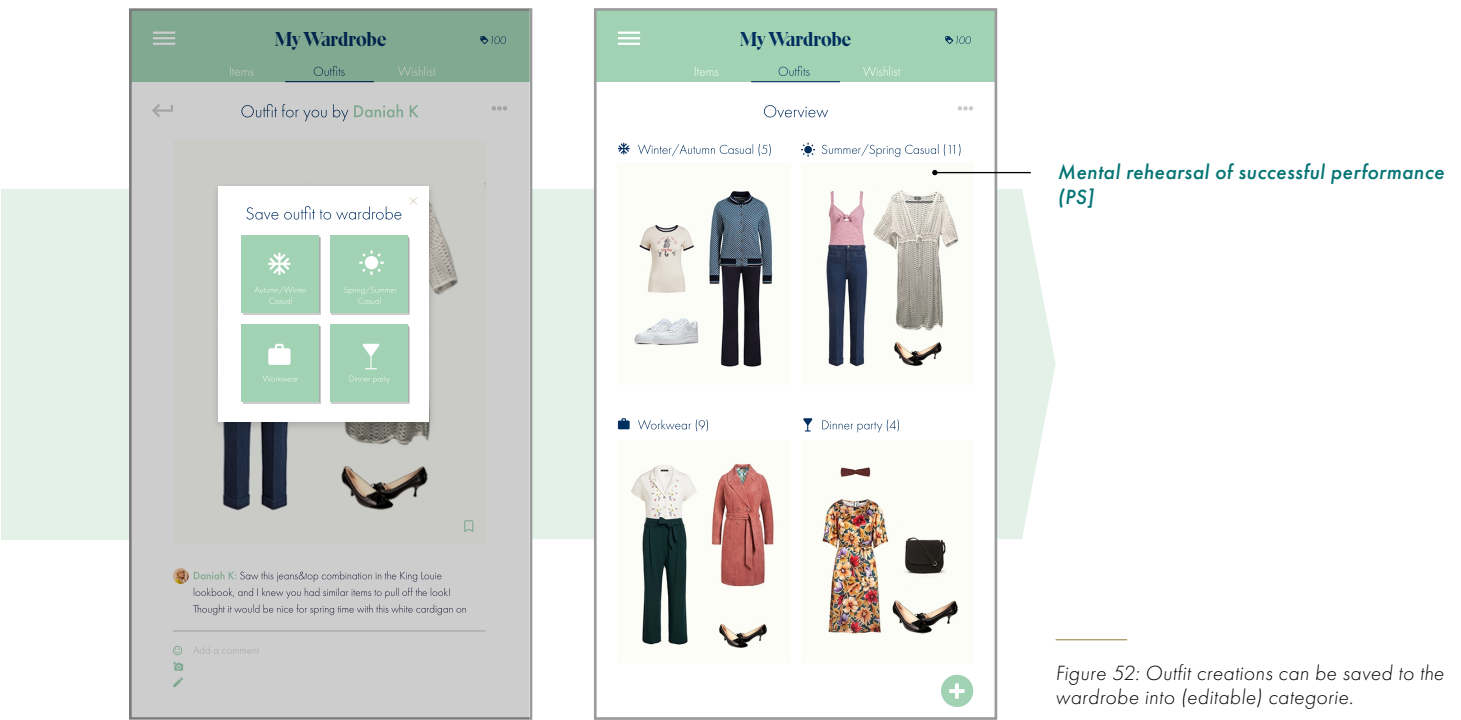 My Wardrobe
100
Items Outfits Wishlist
Outfit for you by Daniah K
Save outfit to wardrobe
Autumn/Winter
Casual
Spring/Summer
Casual
Workwear
Dinner party
Daniah K: Saw this jeans&top combination in the King Louie
lookbook, and I knew you had similar items to pull off the look!
Thought it would be nice for spring time with this white cardigan on
Add a comment
My Wardrobe
100
Items Outfits Wishlist
Overview
Winter/Autumn Casual (5)
Summer/Spring Casual (11)
Workwear (9)
Dinner party (4)
Mental rehearsal of successful performance
(PS]
Figure 52: Outfit creations can be saved to the
wardrobe into (editable) categorie.